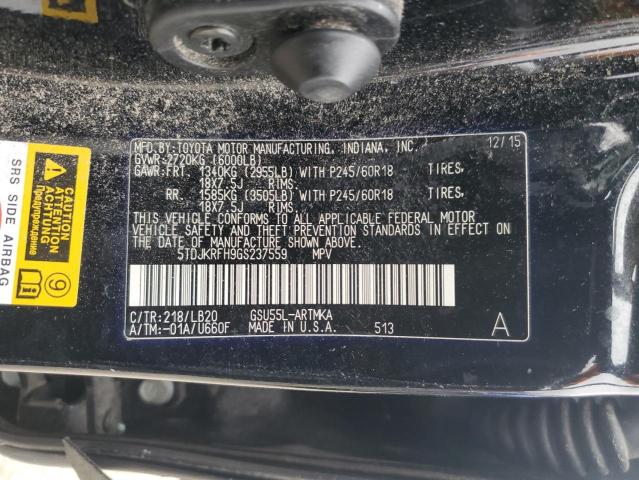 MFD.BY:TOYOTA MOTOR MANUFACTURING, INDIANA, INC. 12/15
GVWR:2720KG (6000LB)
GAWR:FRT. 1340KG (2955LB) WITH P245/60R18 TIRES,
18X7.5J RIMS,
RR. 1585KG (3505LB) WITH P245/60R18 TIRES,
18X7.5J RIMS
THIS VEHICLE CONFORMS TO ALL APPLICABLE FEDERAL MOTOR
VEHICLE SAFETY AND THEFT PREVENTION STANDARDS IN EFFECT ON THE
DATE OF MANUFACTURE SHOWN ABOVE.
5TDJKRFH9GS237559 MPV
C/TR:218/LB20 GSU55L-ARTMKA
A/TM:-01A/U660F MADE IN U.S.A. 513 A
CAUTION
ATTENTION
Предупреждение
9
SRS SIDE AIRBAG